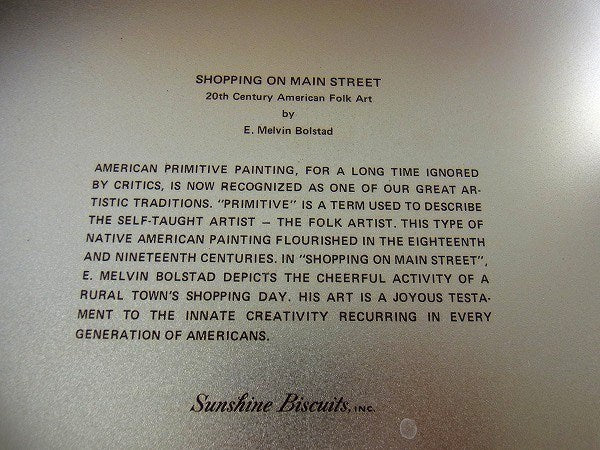 SHOPPING ON MAIN STREET
20th Century American Folk Art
by
E. Melvin Bolstad
AMERICAN PRIMITIVE PAINTING, FOR A LONG TIME IGNORED
BY CRITICS, IS NOW RECOGNIZED AS ONE OF OUR GREAT AR-
TISTIC TRADITIONS. "PRIMITIVE" IS A TERM USED TO DESCRIBE
THE SELF-TAUGHT ARTIST — THE FOLK ARTIST. THIS TYPE OF
NATIVE AMERICAN PAINTING FLOURISHED IN THE EIGHTEENTH
AND NINETEENTH CENTURIES. IN "SHOPPING ON MAIN STREET",
E. MELVIN BOLSTAD DEPICTS THE CHEERFUL ACTIVITY OF A
RURAL TOWN'S SHOPPING DAY. HIS ART IS A JOYOUS TESTA-
MENT TO THE INNATE CREATIVITY RECURRING IN EVERY
GENERATION OF AMERICANS.
Sunshine Biscuits, INC.